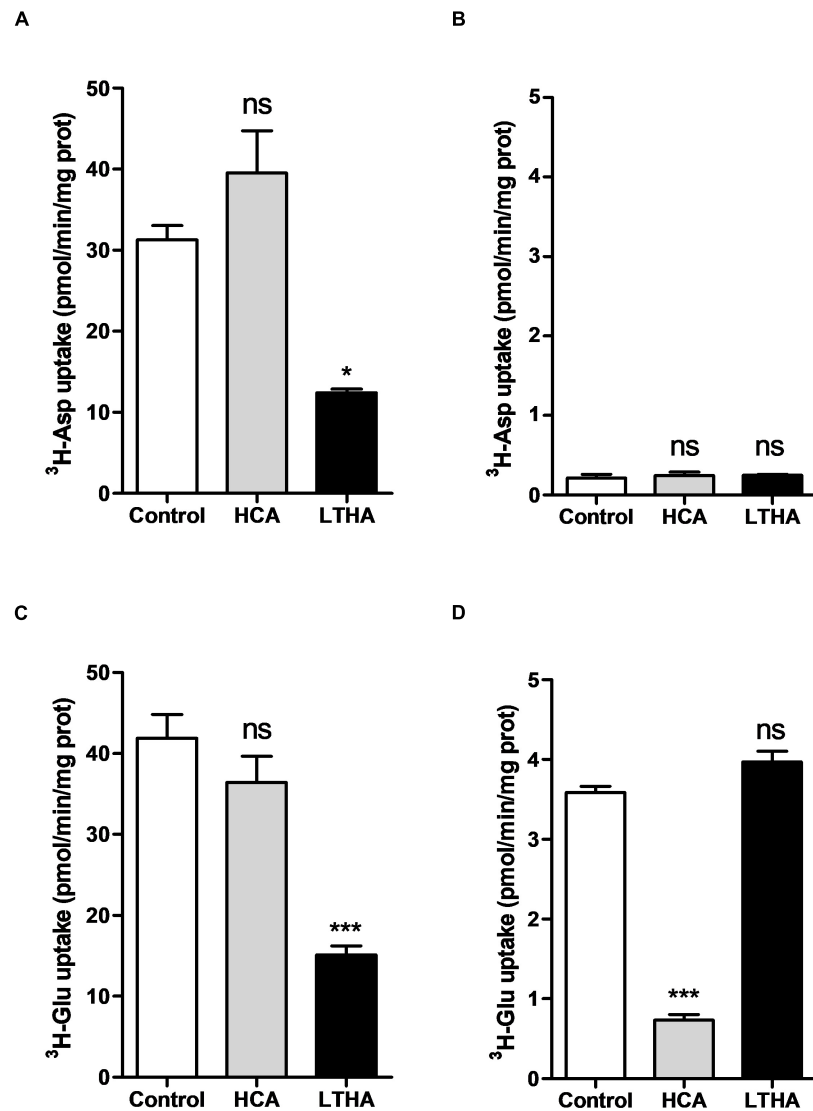 A
³H-Asp uptake (pmol/min/mg prot)
50
40
30
20
10
0
ns
*
Control HCA LTHA
B
³H-Asp uptake (pmol/min/mg prot)
5
4
3
2
1
0
ns ns
Control HCA LTHA
C
³H-Glu uptake (pmol/min/mg prot)
50
40
30
20
10
0
ns
***
Control HCA LTHA
D
³H-Glu uptake (pmol/min/mg prot)
5
4
3
2
1
0
ns
***
Control HCA LTHA